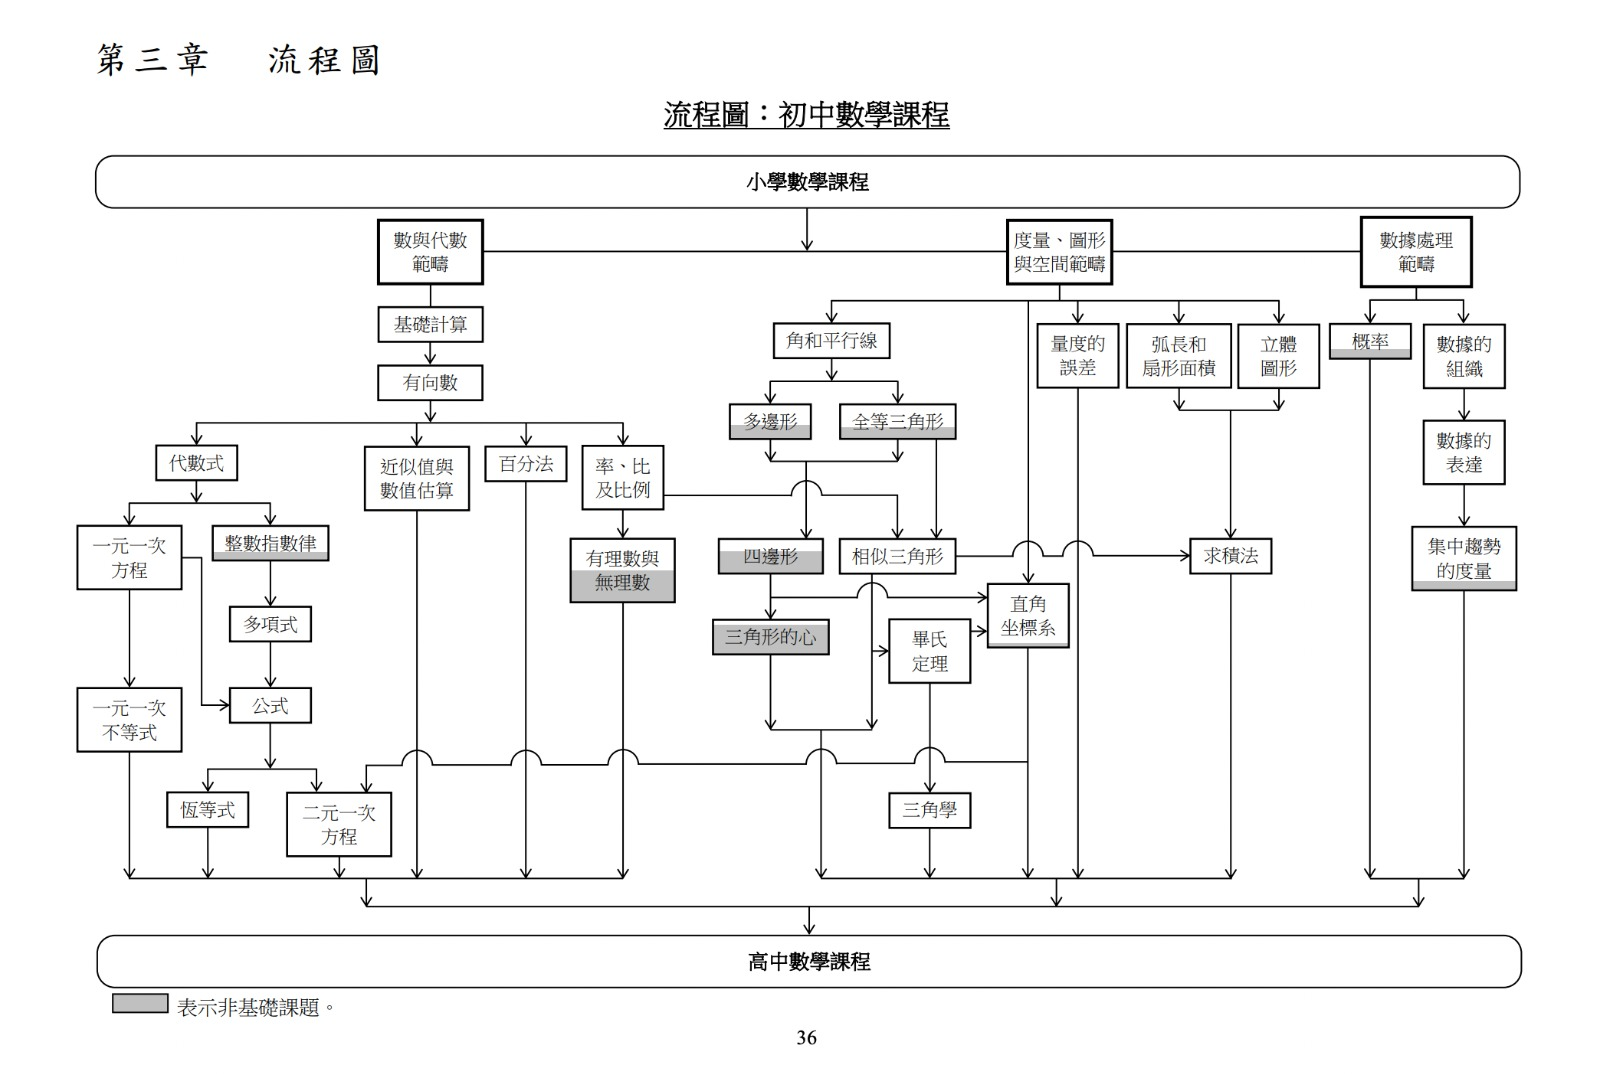 第三章 流程圖
流程圖：初中數學課程
小學數學課程
數與代數
範疇
度量、圖形
與空間範疇
數據處理
範疇
基礎計算
有向數
角和平行線
量度的
誤差
弧長和
扇形面積
立體
圖形
概率
數據的
組織
多邊形
全等三角形
代數式
近似值與
數值估算
百分法
率、比
及比例
數據的
表達
一元一次
方程
整數指數律
有理數與
無理數
四邊形
相似三角形
求積法
集中趨勢
的度量
多項式
三角形的心
畢氏
定理
直角
坐標系
一元一次
不等式
公式
恆等式
二元一次
方程
三角學
高中數學課程
表示非基礎課題。
36